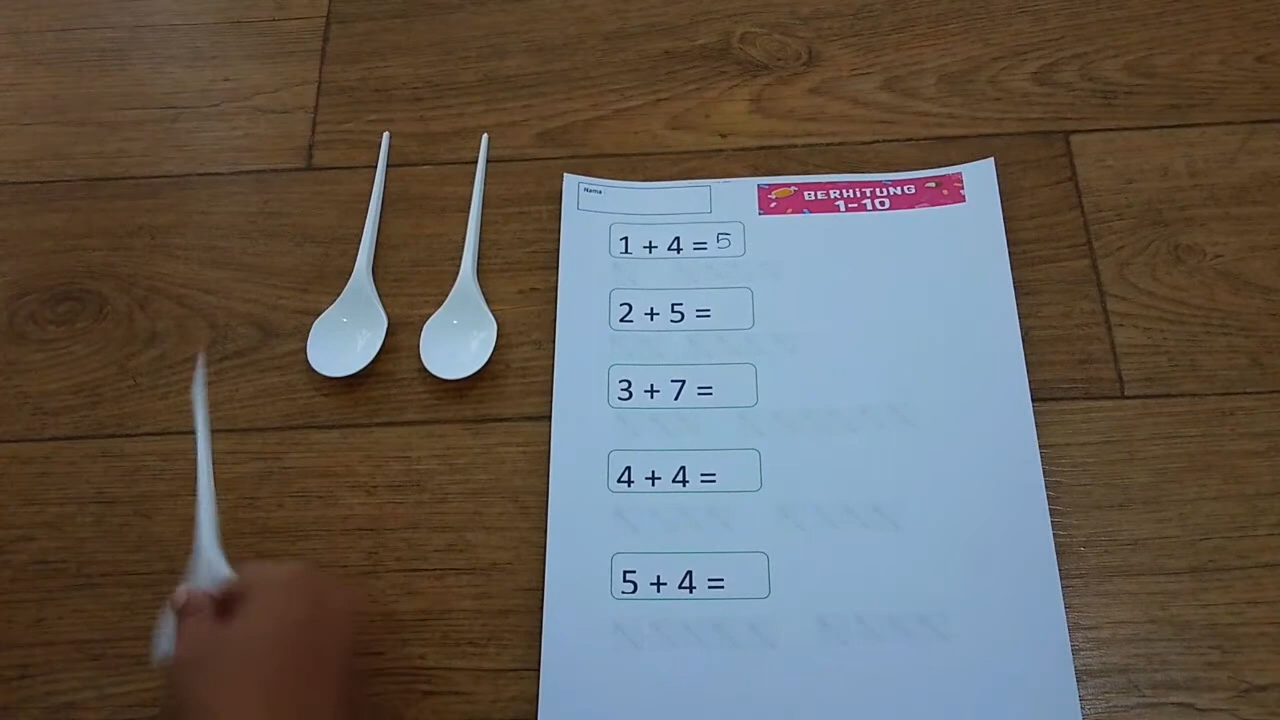 Nama
BERHiTUNG
1-10
1 + 4 = 5
2 + 5 =
3 + 7 =
4 + 4 =
5 + 4 =